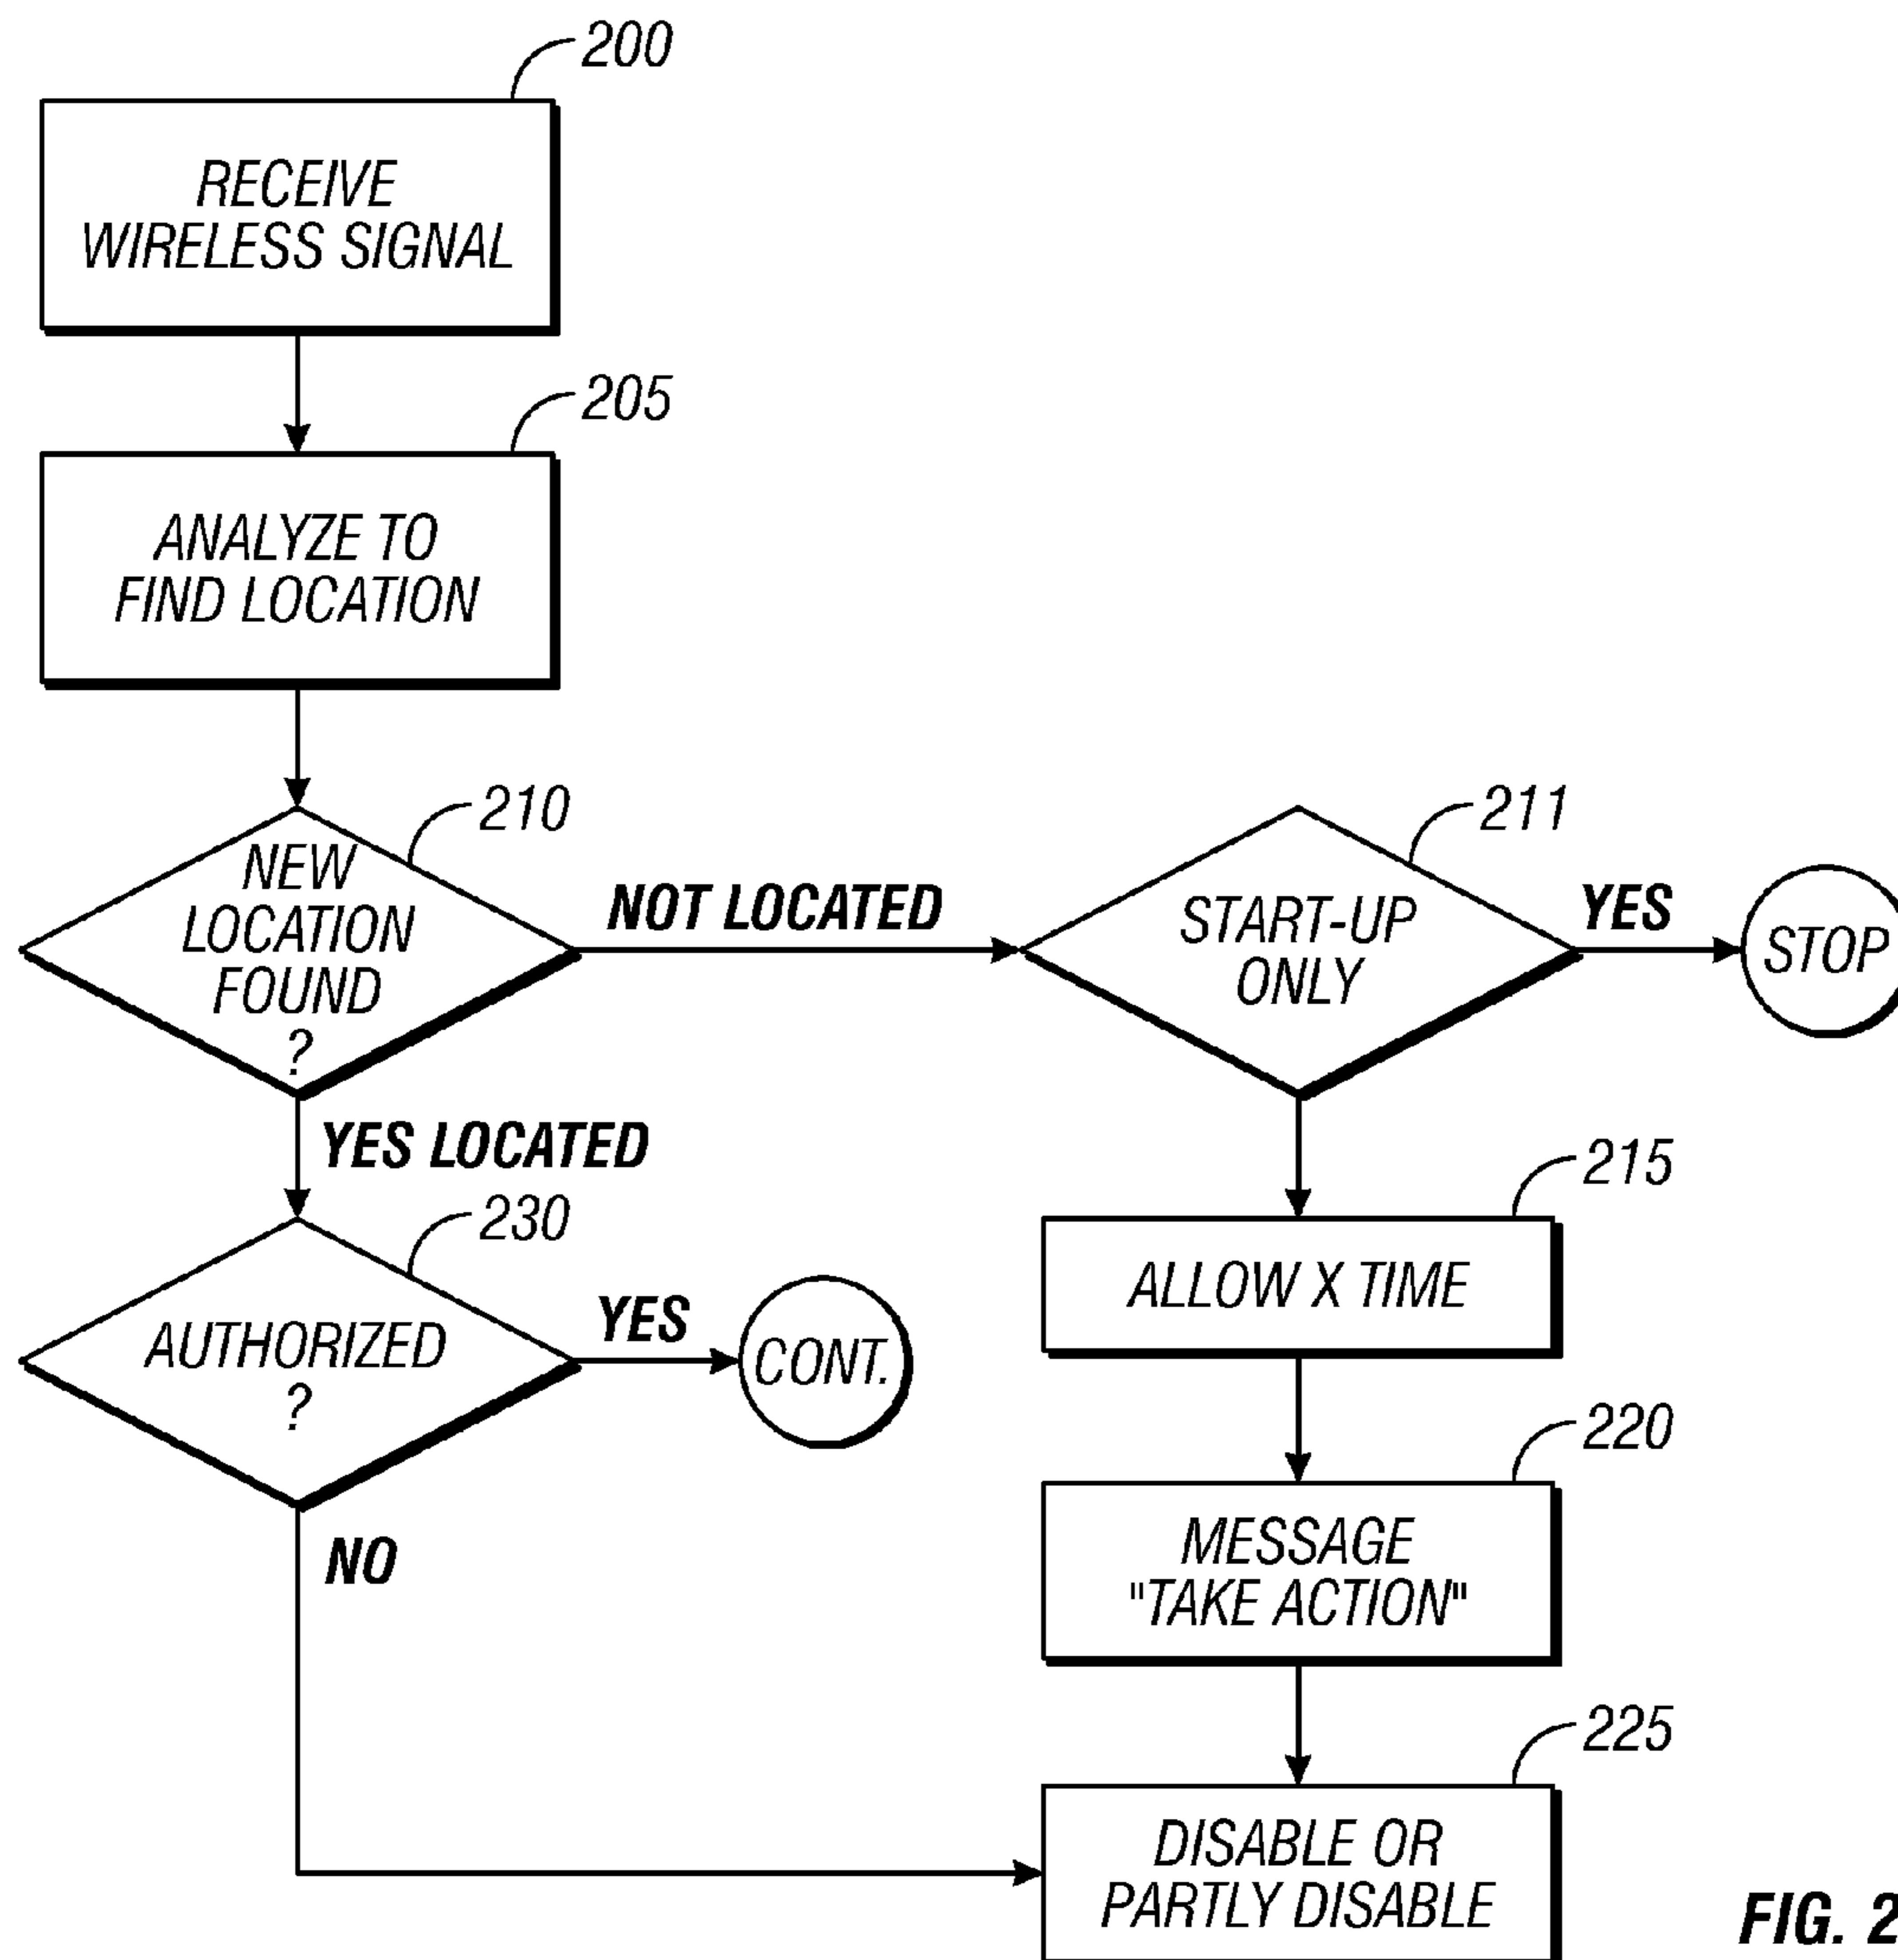 200
RECEIVE
WIRELESS SIGNAL
205
ANALYZE TO
FIND LOCATION
210
NEW
LOCATION
FOUND
?
NOT LOCATED
211
START-UP
ONLY
YES
STOP
YES LOCATED
230
AUTHORIZED
?
YES
CONT.
NO
215
ALLOW X TIME
220
MESSAGE
"TAKE ACTION"
225
DISABLE OR
PARTLY DISABLE
FIG. 2